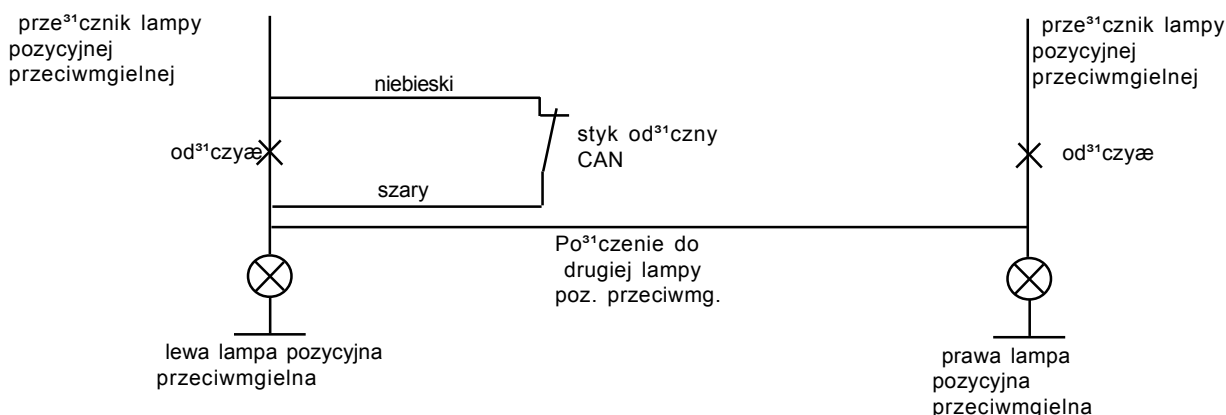 prze³¹cznik lampy
pozycyjnej
przeciwmgielnej
prze³¹cznik lampy
pozycyjnej
przeciwmgielnej
niebieski
styk od³¹czny
CAN
od³¹czyæ
od³¹czyæ
szary
Po³¹czenie do
drugiej lampy
poz. przeciwmg.
lewa lampa pozycyjna
przeciwmgielna
prawa lampa
pozycyjna
przeciwmgielna